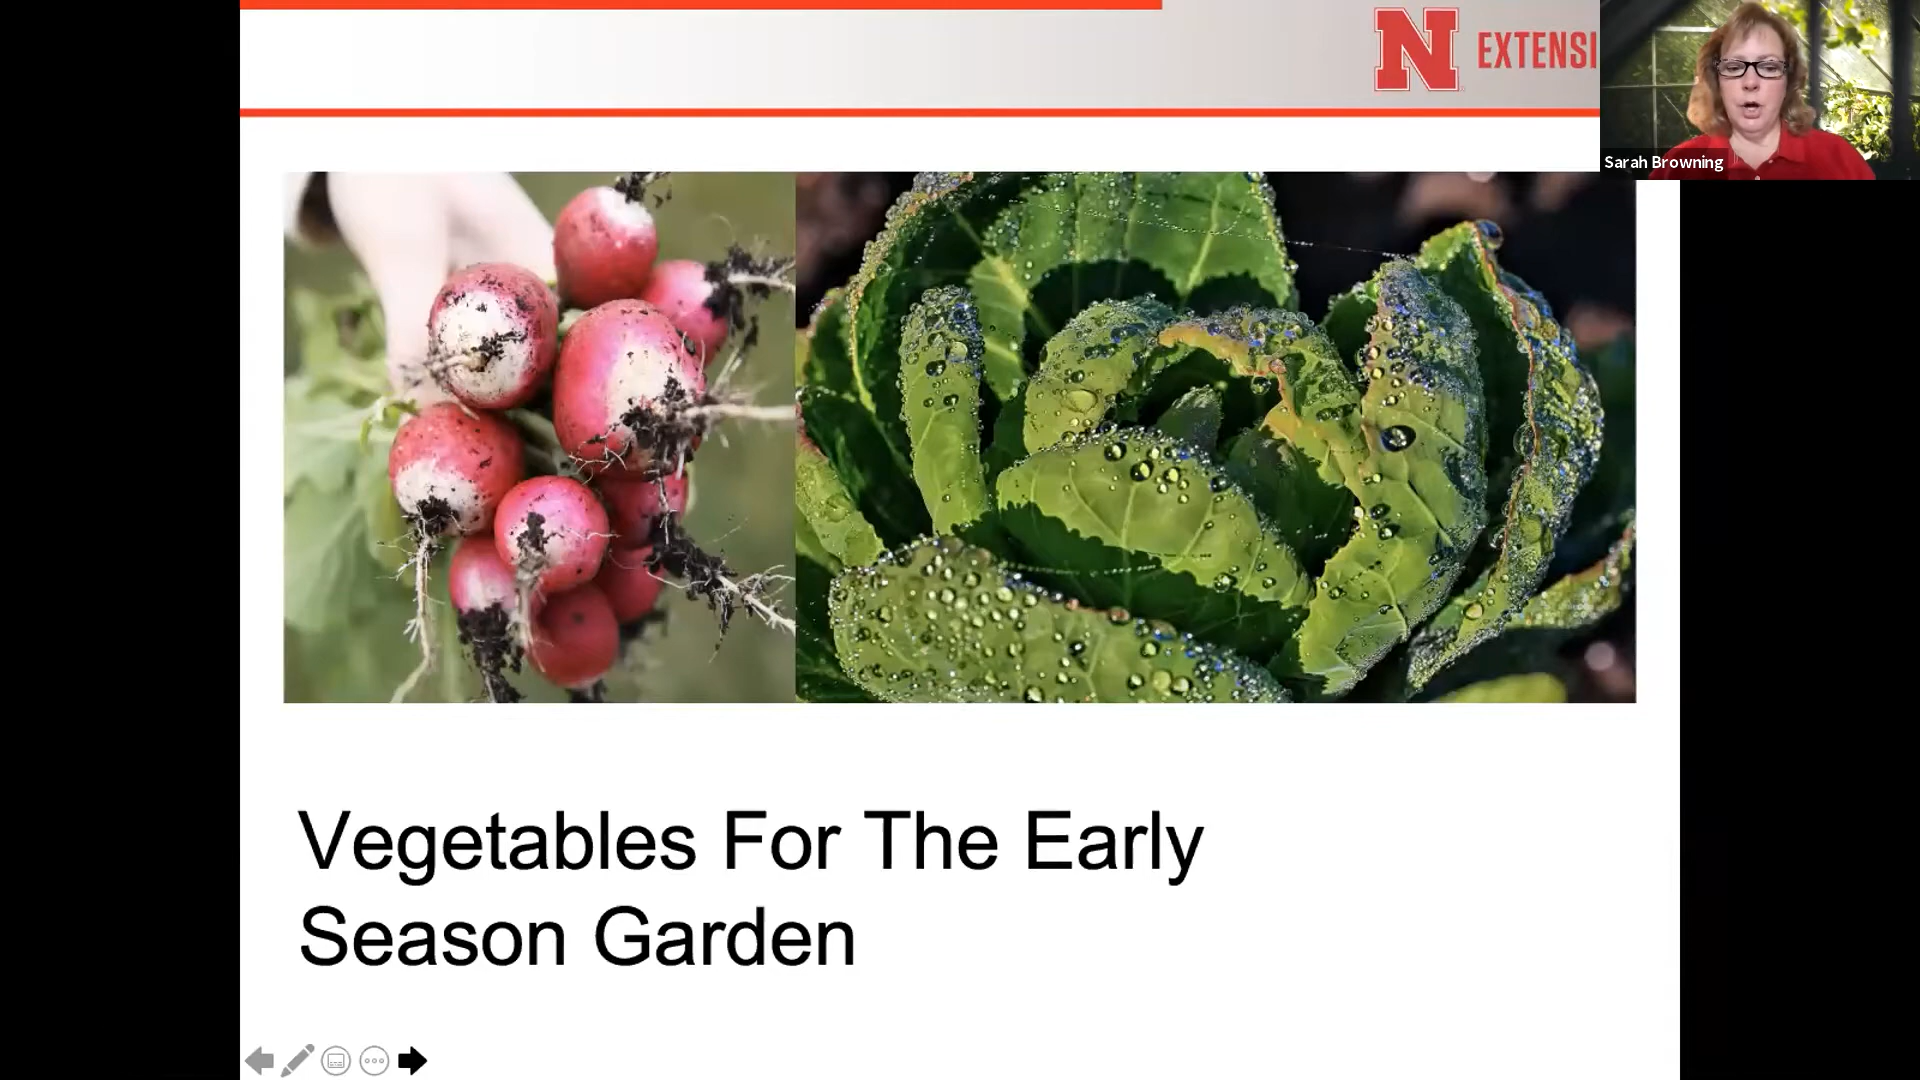 N EXTENSI
Sarah Browning
Vegetables For The Early
Season Garden